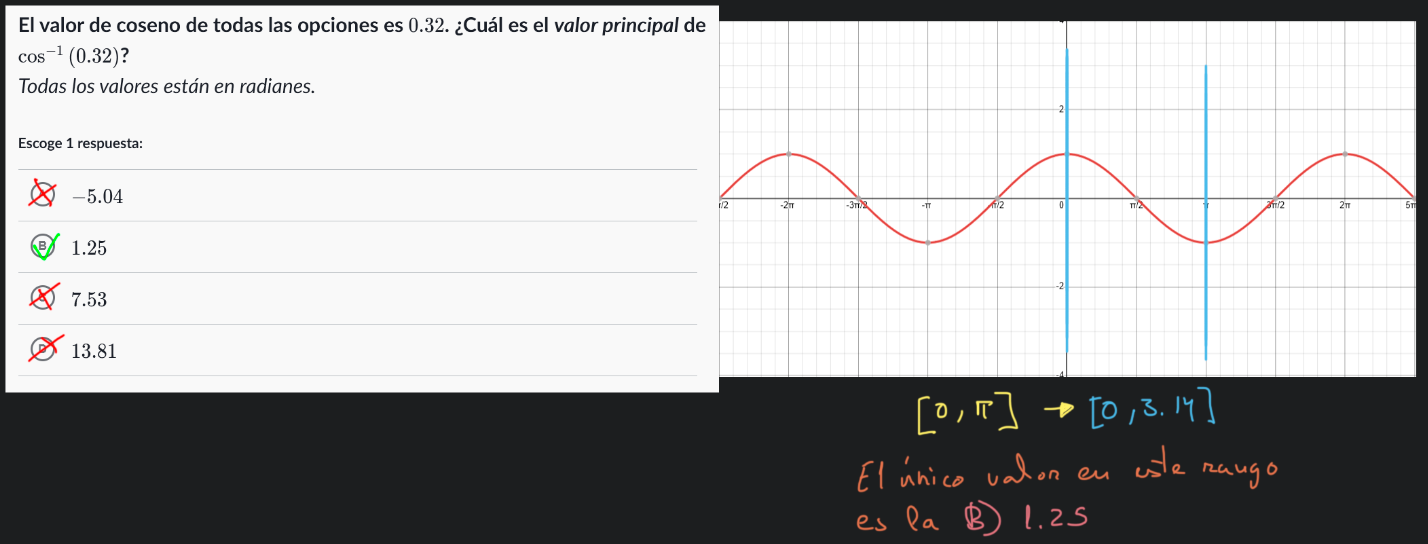 El valor de coseno de todas las opciones es 0.32. ¿Cuál es el valor principal de
cos⁻¹ (0.32)?
Todas los valores están en radianes.
Escoge 1 respuesta:
−5.04
B 1.25
7.53
D 13.81
4
2
-2
-4
π/2 -2π -3π/2 -π -π/2 0 π/2 π 3π/2 2π 5π
[0, π] → [0, 3.14]
El único valor en este rango
es la B) 1.25